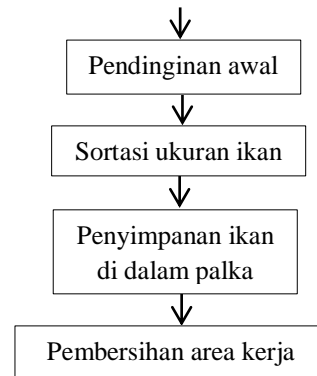 Pendinginan awal
Sortasi ukuran ikan
Penyimpanan ikan
di dalam palka
Pembersihan area kerja